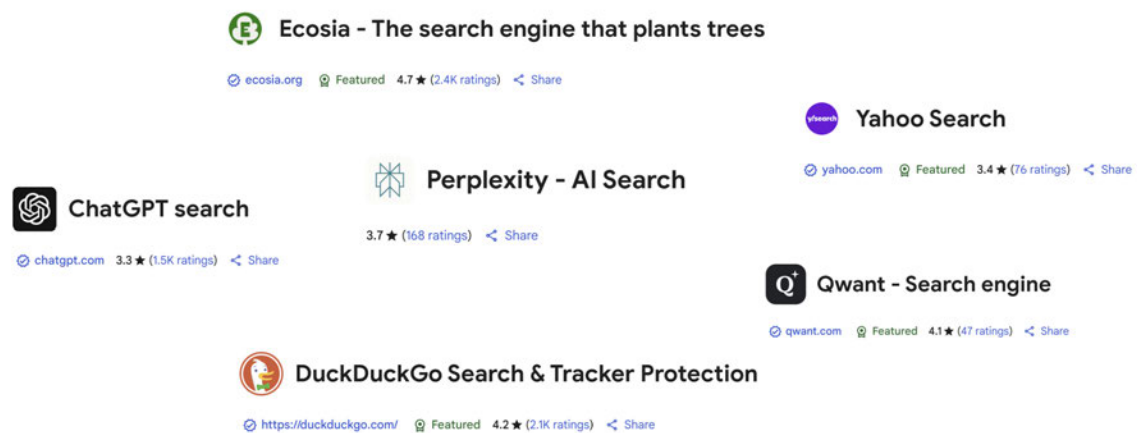 Ecosia - The search engine that plants trees
ecosia.org Featured 4.7 ★ (2.4K ratings) Share
y!search Yahoo Search
yahoo.com Featured 3.4 ★ (76 ratings) Share
Perplexity - AI Search
3.7 ★ (168 ratings) Share
ChatGPT search
chatgpt.com 3.3 ★ (1.5K ratings) Share
Qwant - Search engine
qwant.com Featured 4.1 ★ (47 ratings) Share
DuckDuckGo Search & Tracker Protection
https://duckduckgo.com/ Featured 4.2 ★ (2.1K ratings) Share